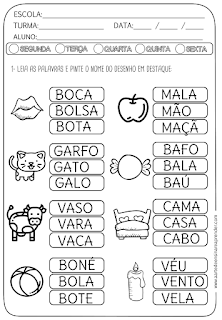 ESCOLA:
TURMA: DATA: / /
ALUNO:
SEGUNDA TERÇA QUARTA QUINTA SEXTA
1- LEIA AS PALAVRAS E PINTE O NOME DO DESENHO EM DESTAQUE
BOCA
BOLSA
BOTA
MALA
MÃO
MAÇÃ
GARFO
GATO
GALO
BAFO
BALA
BAÚ
VASO
VARA
VACA
CAMA
CASA
CABO
BONÉ
BOLA
BOTE
VÉU
VENTO
VELA